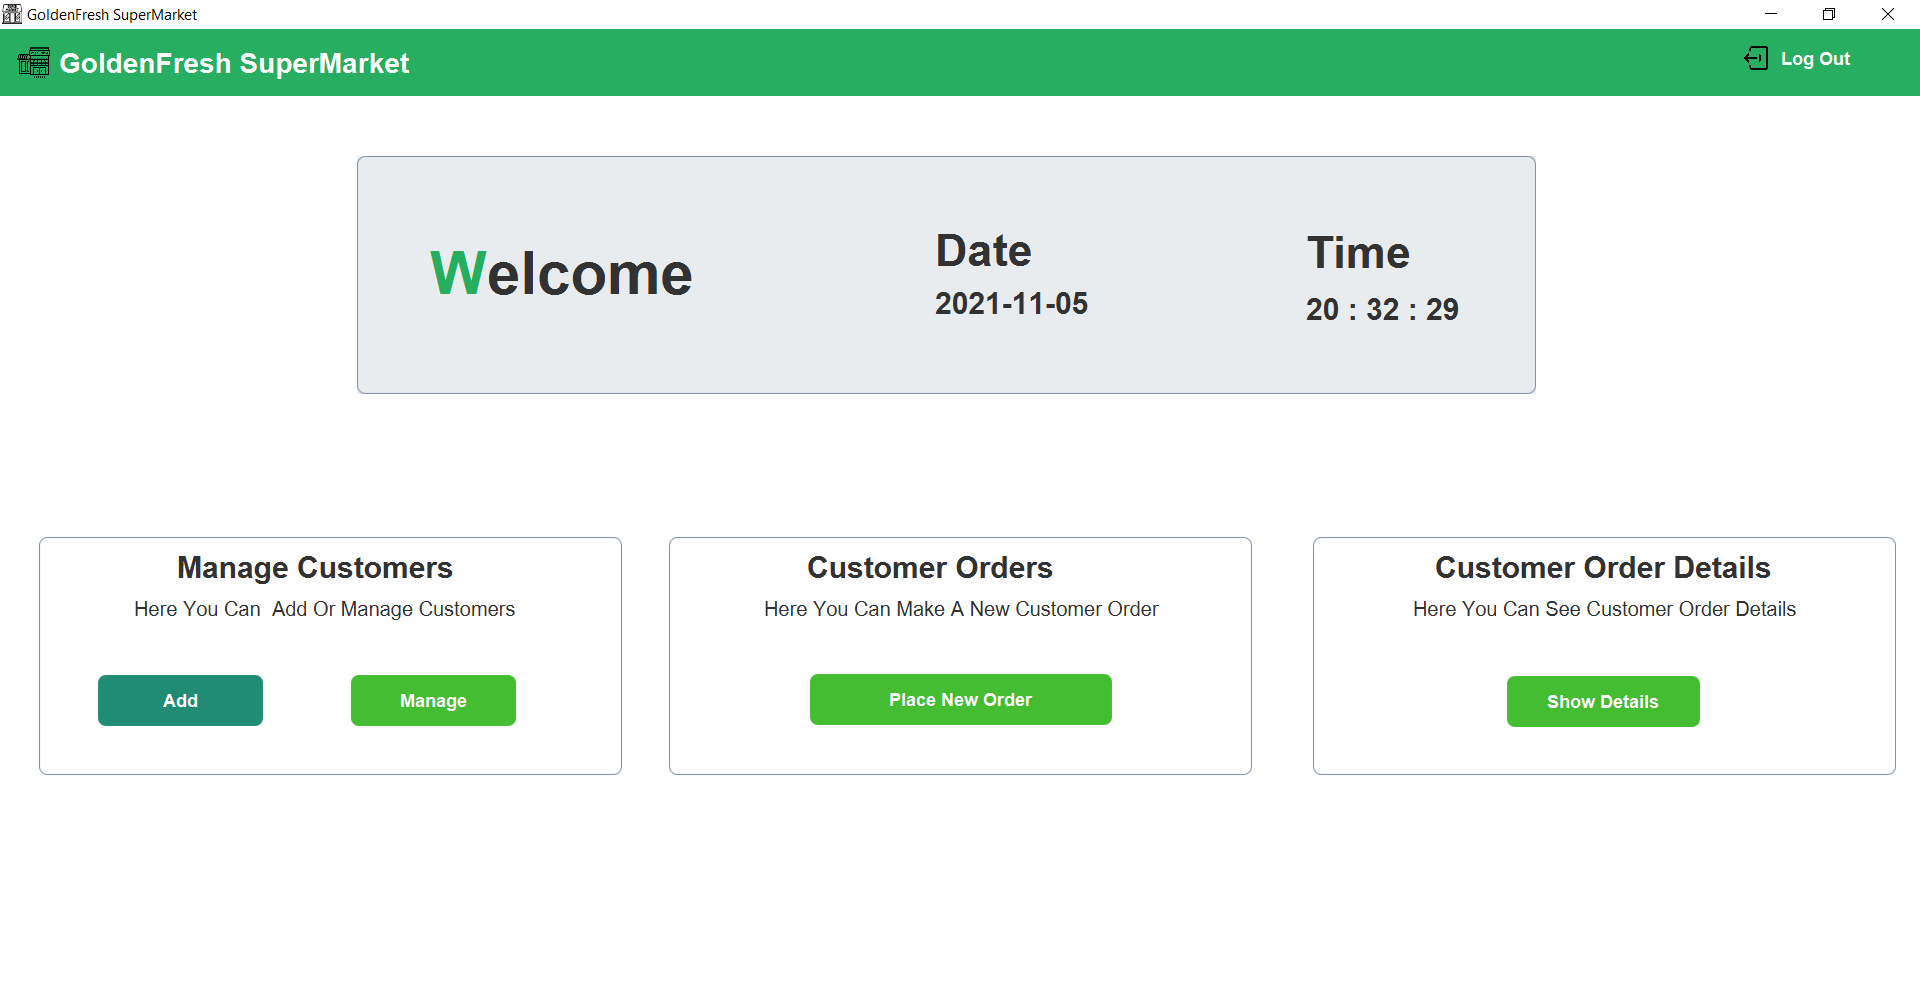 GoldenFresh SuperMarket
GoldenFresh SuperMarket
Log Out
Welcome
Date
2021-11-05
Time
20 : 32 : 29
Manage Customers
Here You Can  Add Or Manage Customers
Add
Manage
Customer Orders
Here You Can Make A New Customer Order
Place New Order
Customer Order Details
Here You Can See Customer Order Details
Show Details